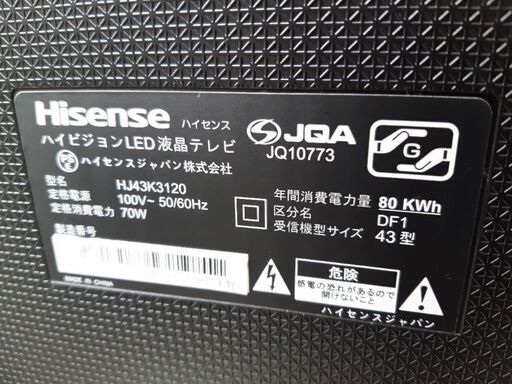 Hisense ハイセンス
ハイビジョンLED液晶テレビ
PS E ハイセンスジャパン株式会社
JQA
JQ10773
G
型名 HJ43K3120
定格電源 100V~ 50/60Hz
定格消費電力 70W
製造番号
年間消費電力量 80 KWh
区分名 DF1
受信機型サイズ 43型
MADE IN CHINA
危険
感電の恐れがあるので
開けないこと
ハイセンスジャパン